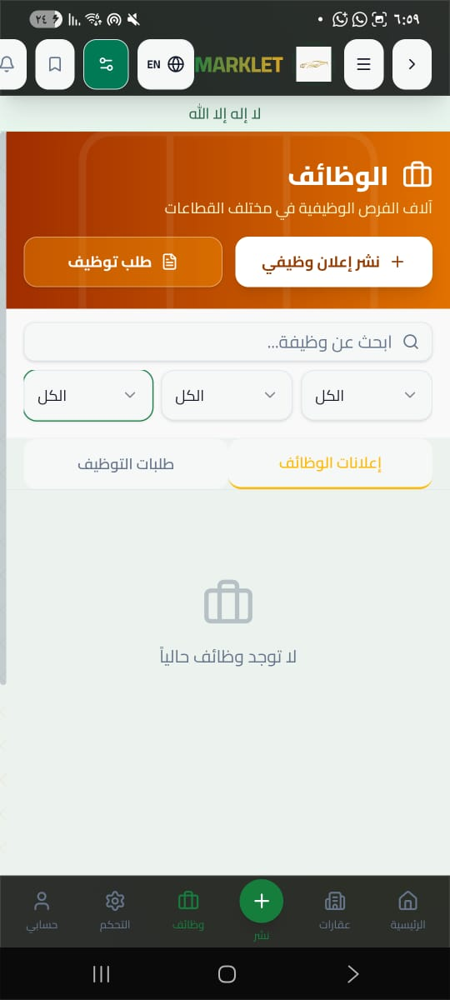 ٦:٥٩
٢٤
MARKLET
EN
لا إله إلا الله
الوظائف
آلاف الفرص الوظيفية في مختلف القطاعات
نشر إعلان وظيفي
طلب توظيف
ابحث عن وظيفة...
الكل
الكل
الكل
إعلانات الوظائف
طلبات التوظيف
لا توجد وظائف حالياً
الرئيسية
عقارات
نشر
وظائف
التحكم
حسابي